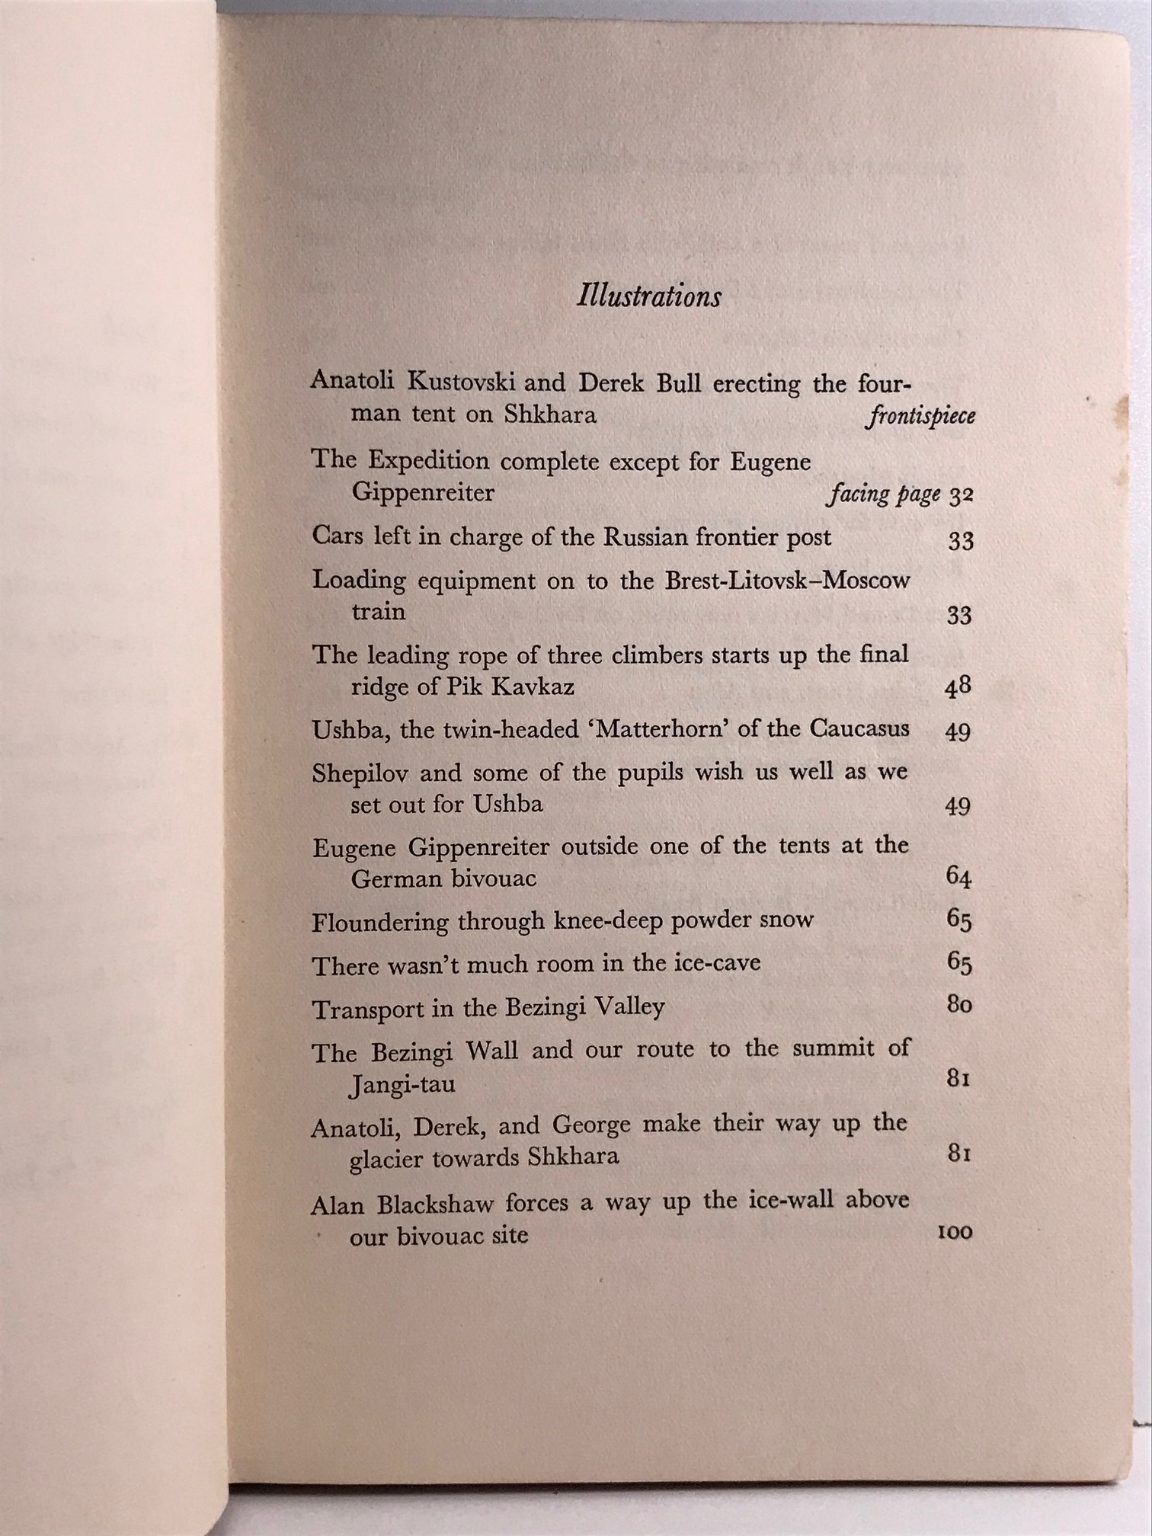 Illustrations
Anatoli Kustovski and Derek Bull erecting the four-
man tent on Shkhara frontispiece
The Expedition complete except for Eugene
Gippenreiter facing page 32
Cars left in charge of the Russian frontier post 33
Loading equipment on to the Brest-Litovsk–Moscow
train 33
The leading rope of three climbers starts up the final
ridge of Pik Kavkaz 48
Ushba, the twin-headed ‘Matterhorn’ of the Caucasus 49
Shepilov and some of the pupils wish us well as we
set out for Ushba 49
Eugene Gippenreiter outside one of the tents at the
German bivouac 64
Floundering through knee-deep powder snow 65
There wasn’t much room in the ice-cave 65
Transport in the Bezingi Valley 80
The Bezingi Wall and our route to the summit of
Jangi-tau 81
Anatoli, Derek, and George make their way up the
glacier towards Shkhara 81
Alan Blackshaw forces a way up the ice-wall above
our bivouac site 100